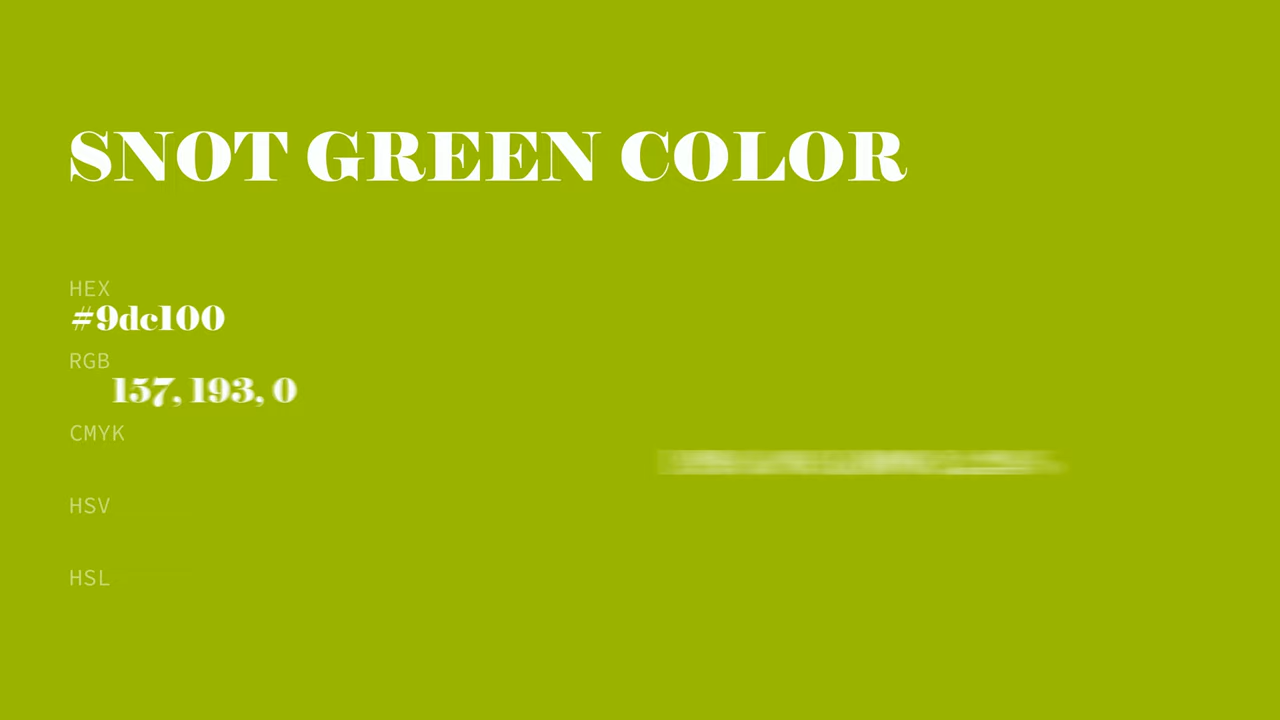 SNOT GREEN COLOR
HEX
#9dc100
RGB
157, 193, 0
CMYK
HSV
HSL